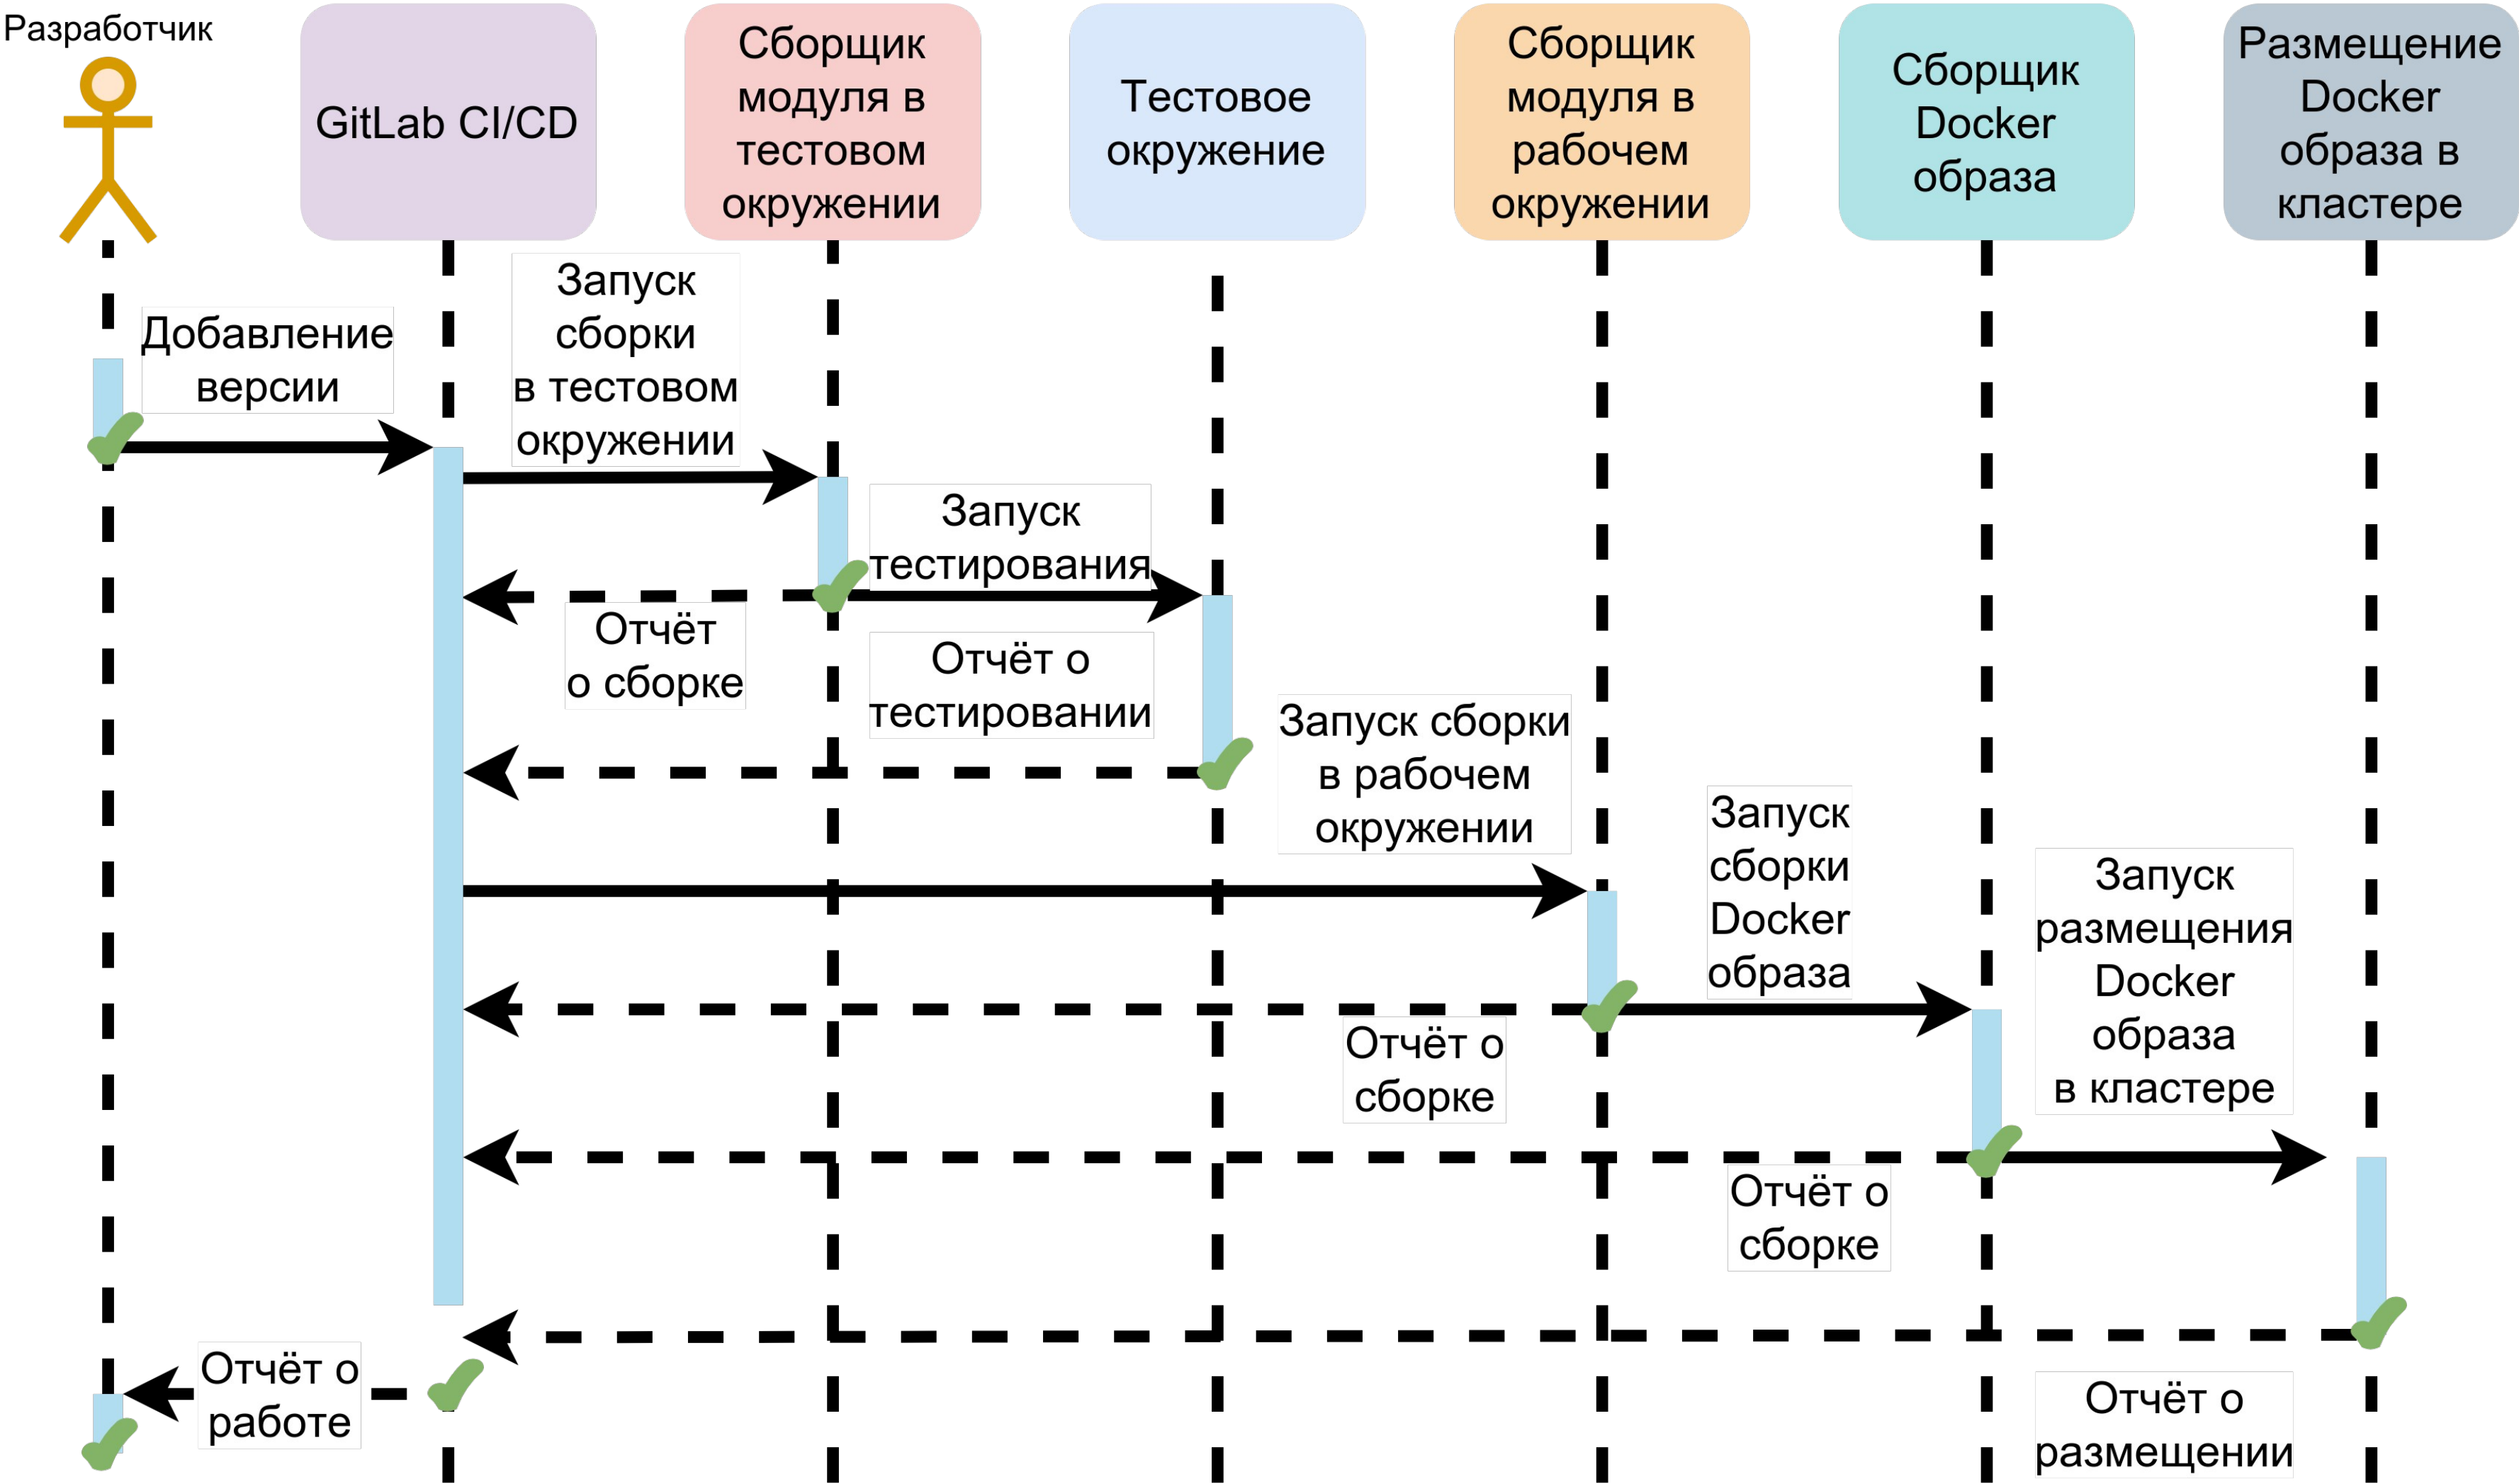 Разработчик
GitLab CI/CD
Сборщик
модуля в
тестовом
окружении
Тестовое
окружение
Сборщик
модуля в
рабочем
окружении
Сборщик
Docker
образа
Размещение
Docker
образа в
кластере
Добавление
версии
Запуск
сборки
в тестовом
окружении
Запуск
тестирования
Отчёт
о сборке
Отчёт о
тестировании
Запуск сборки
в рабочем
окружении
Запуск
сборки
Docker
образа
Отчёт о
сборке
Запуск
размещения
Docker
образа
в кластере
Отчёт о
сборке
Отчёт о
размещении
Отчёт о
работе